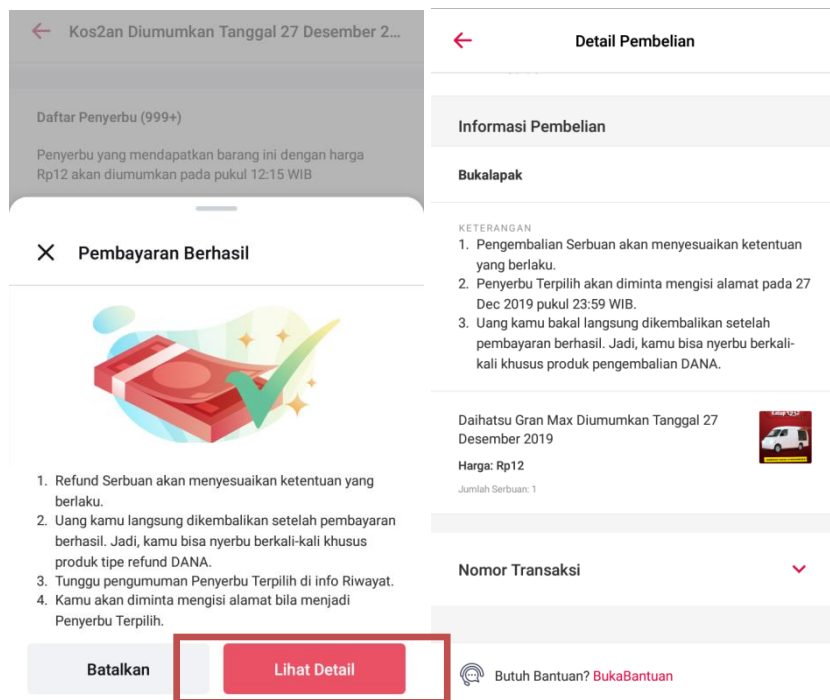 Kos2an Diumumkan Tanggal 27 Desember 2...
Daftar Penyerbu (999+)
Penyerbu yang mendapatkan barang ini dengan harga
Rp12 akan diumumkan pada pukul 12:15 WIB
Pembayaran Berhasil
1. Refund Serbuan akan menyesuaikan ketentuan yang
berlaku.
2. Uang kamu langsung dikembalikan setelah pembayaran
berhasil. Jadi, kamu bisa nyerbu berkali-kali khusus
produk tipe refund DANA.
3. Tunggu pengumuman Penyerbu Terpilih di info Riwayat.
4. Kamu akan diminta mengisi alamat bila menjadi
Penyerbu Terpilih.
Batalkan
Lihat Detail
Detail Pembelian
Informasi Pembelian
Bukalapak
KETERANGAN
1. Pengembalian Serbuan akan menyesuaikan ketentuan
yang berlaku.
2. Penyerbu Terpilih akan diminta mengisi alamat pada 27
Dec 2019 pukul 23:59 WIB.
3. Uang kamu bakal langsung dikembalikan setelah
pembayaran berhasil. Jadi, kamu bisa nyerbu berkali-
kali khusus produk pengembalian DANA.
Daihatsu Gran Max Diumumkan Tanggal 27
Desember 2019
Harga: Rp12
Jumlah Serbuan: 1
Nomor Transaksi
Butuh Bantuan? BukaBantuan